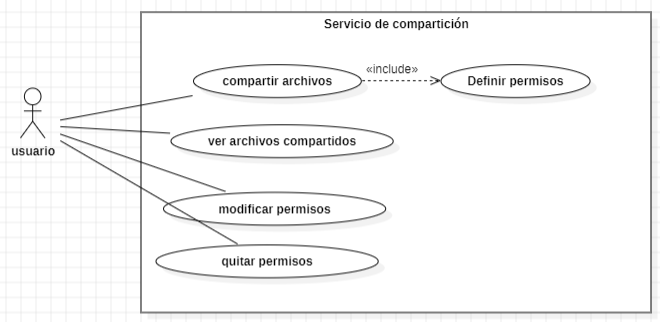 Servicio de compartición
compartir archivos
«include»
Definir permisos
ver archivos compartidos
usuario
modificar permisos
quitar permisos